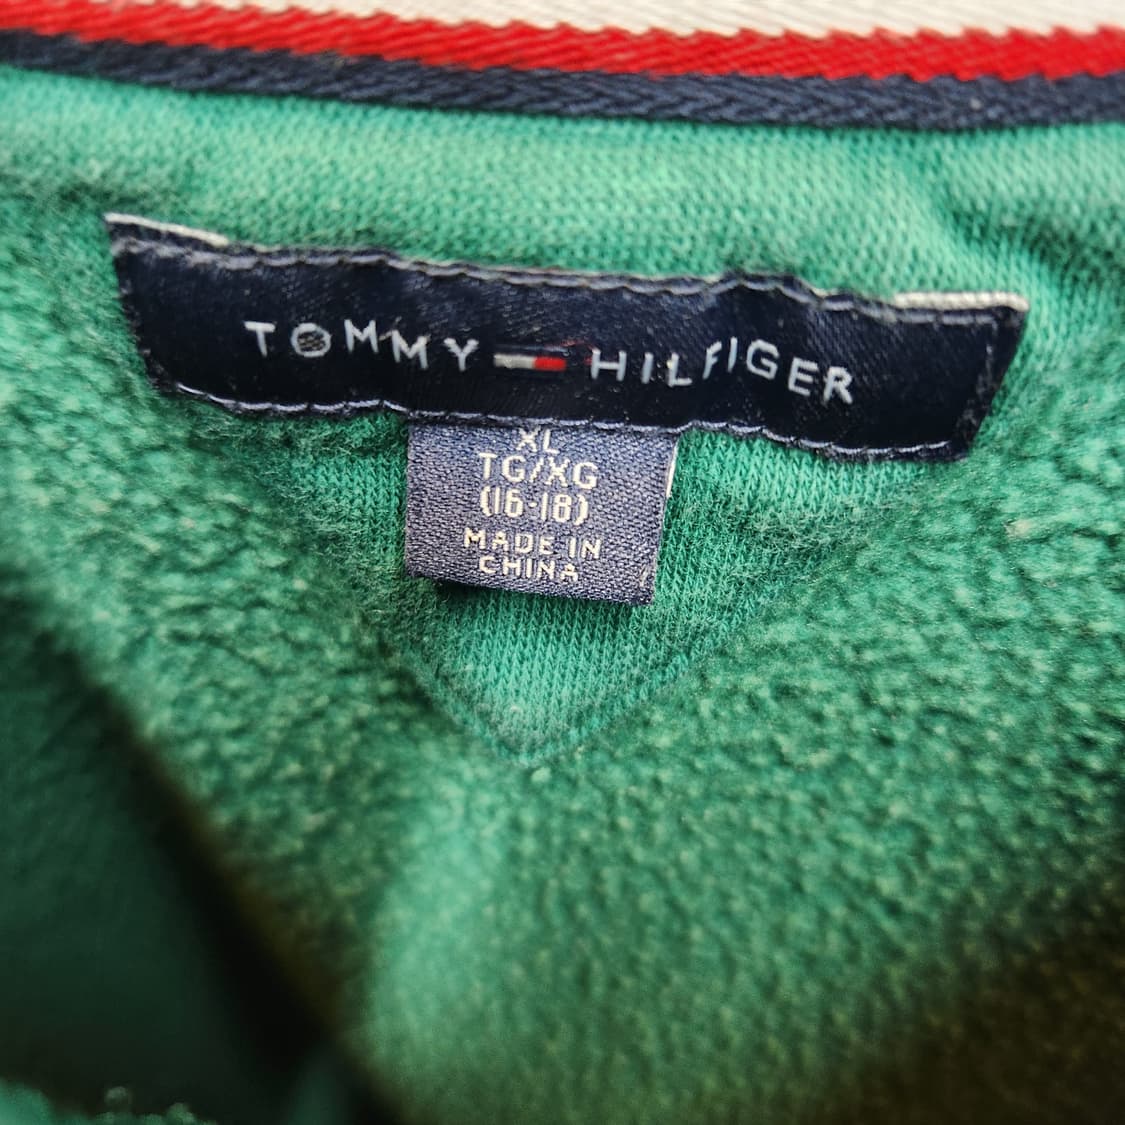 TOMMY HILFIGER
XL
TG/XG
(16-18)
MADE IN
CHINA